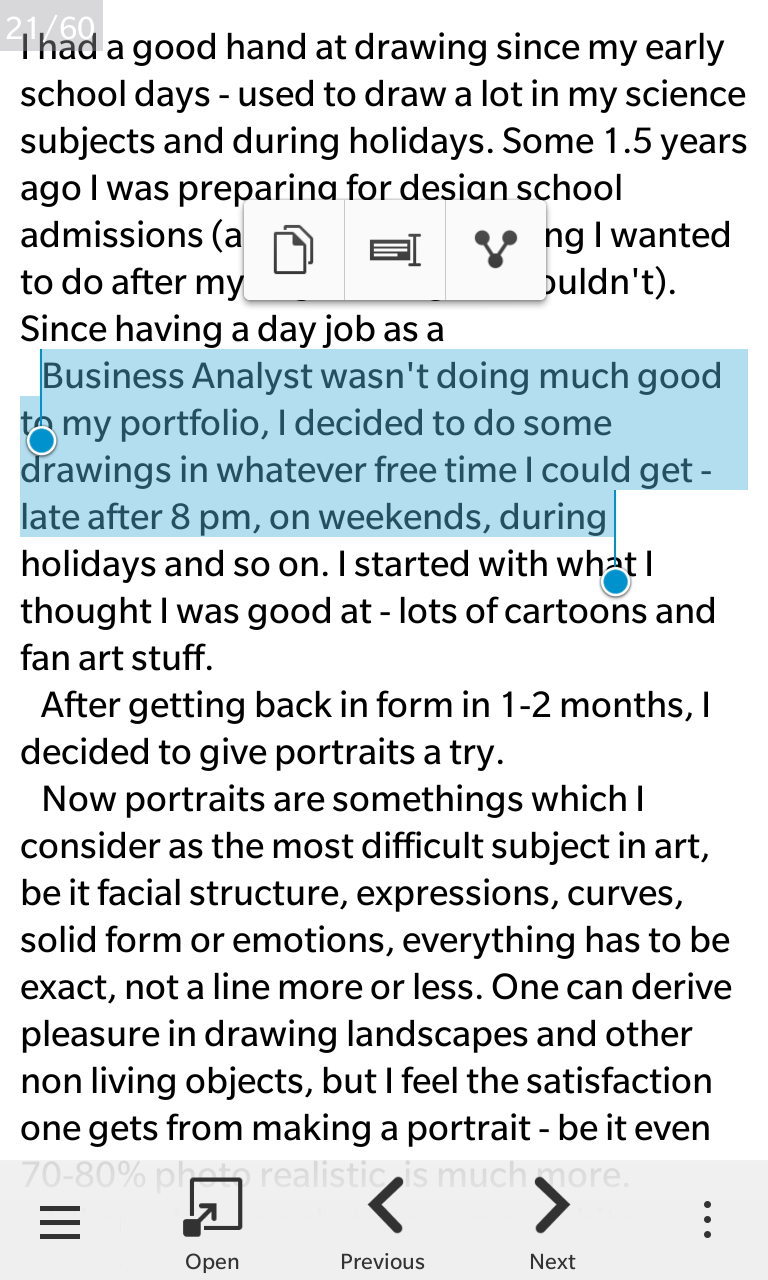 21/60
I had a good hand at drawing since my early
school days - used to draw a lot in my science
subjects and during holidays. Some 1.5 years
ago I was preparing for design school
admissions (a ng I wanted
to do after my ouldn't).
Since having a day job as a
Business Analyst wasn't doing much good
to my portfolio, I decided to do some
drawings in whatever free time I could get -
late after 8 pm, on weekends, during
holidays and so on. I started with what I
thought I was good at - lots of cartoons and
fan art stuff.
After getting back in form in 1-2 months, I
decided to give portraits a try.
Now portraits are somethings which I
consider as the most difficult subject in art,
be it facial structure, expressions, curves,
solid form or emotions, everything has to be
exact, not a line more or less. One can derive
pleasure in drawing landscapes and other
non living objects, but I feel the satisfaction
one gets from making a portrait - be it even
70-80% photo realistic, is much more.
Open Previous Next